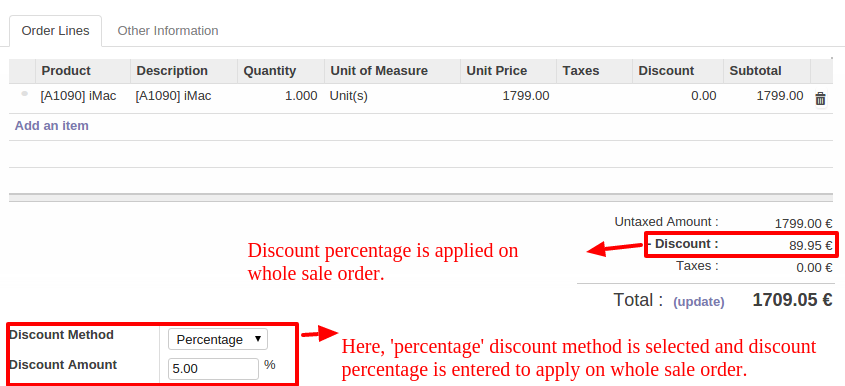 Order Lines Other Information
Product Description Quantity Unit of Measure Unit Price Taxes Discount Subtotal
[A1090] iMac [A1090] iMac 1.000 Unit(s) 1799.00 0.00 1799.00
Add an item
Untaxed Amount : 1799.00 €
- Discount : 89.95 €
Taxes : 0.00 €
Total : (update) 1709.05 €
Discount percentage is applied on
whole sale order.
Discount Method Percentage
Discount Amount 5.00 %
Here, 'percentage' discount method is selected and discount
percentage is entered to apply on whole sale order.